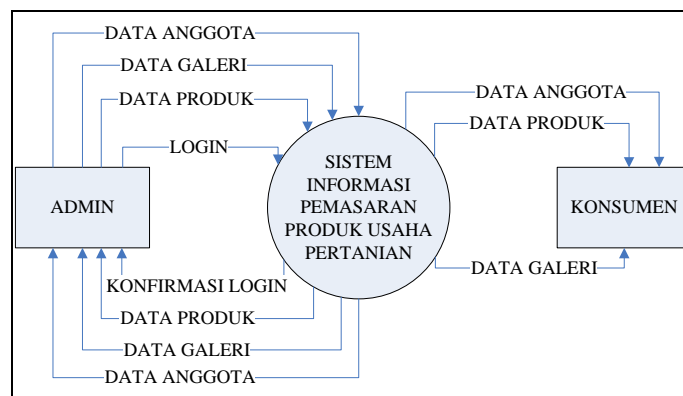 DATA ANGGOTA
DATA GALERI
DATA PRODUK
LOGIN
ADMIN
KONFIRMASI LOGIN
DATA PRODUK
DATA GALERI
DATA ANGGOTA
SISTEM
INFORMASI
PEMASARAN
PRODUK USAHA
PERTANIAN
DATA ANGGOTA
DATA PRODUK
KONSUMEN
DATA GALERI